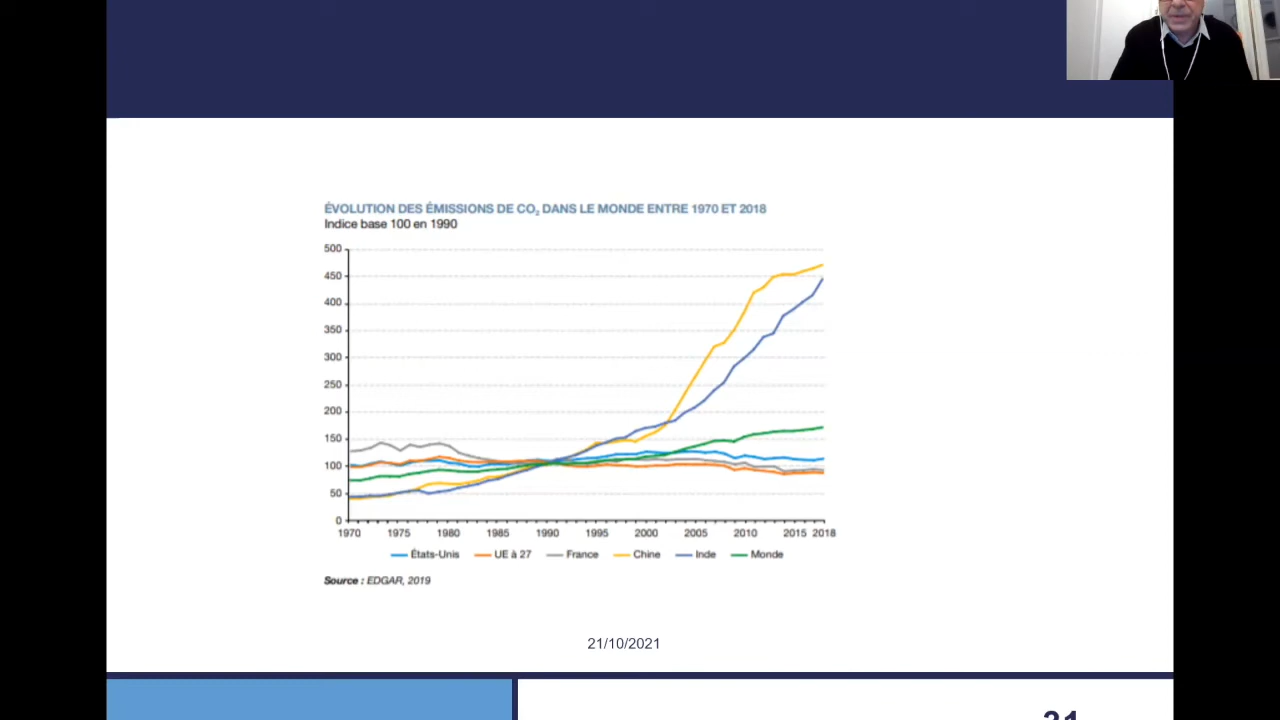 ÉVOLUTION DES ÉMISSIONS DE CO₂ DANS LE MONDE ENTRE 1970 ET 2018
Indice base 100 en 1990
500
450
400
350
300
250
200
150
100
50
0
1970 1975 1980 1985 1990 1995 2000 2005 2010 2015 2018
États-Unis UE à 27 France Chine Inde Monde
Source : EDGAR, 2019
21/10/2021